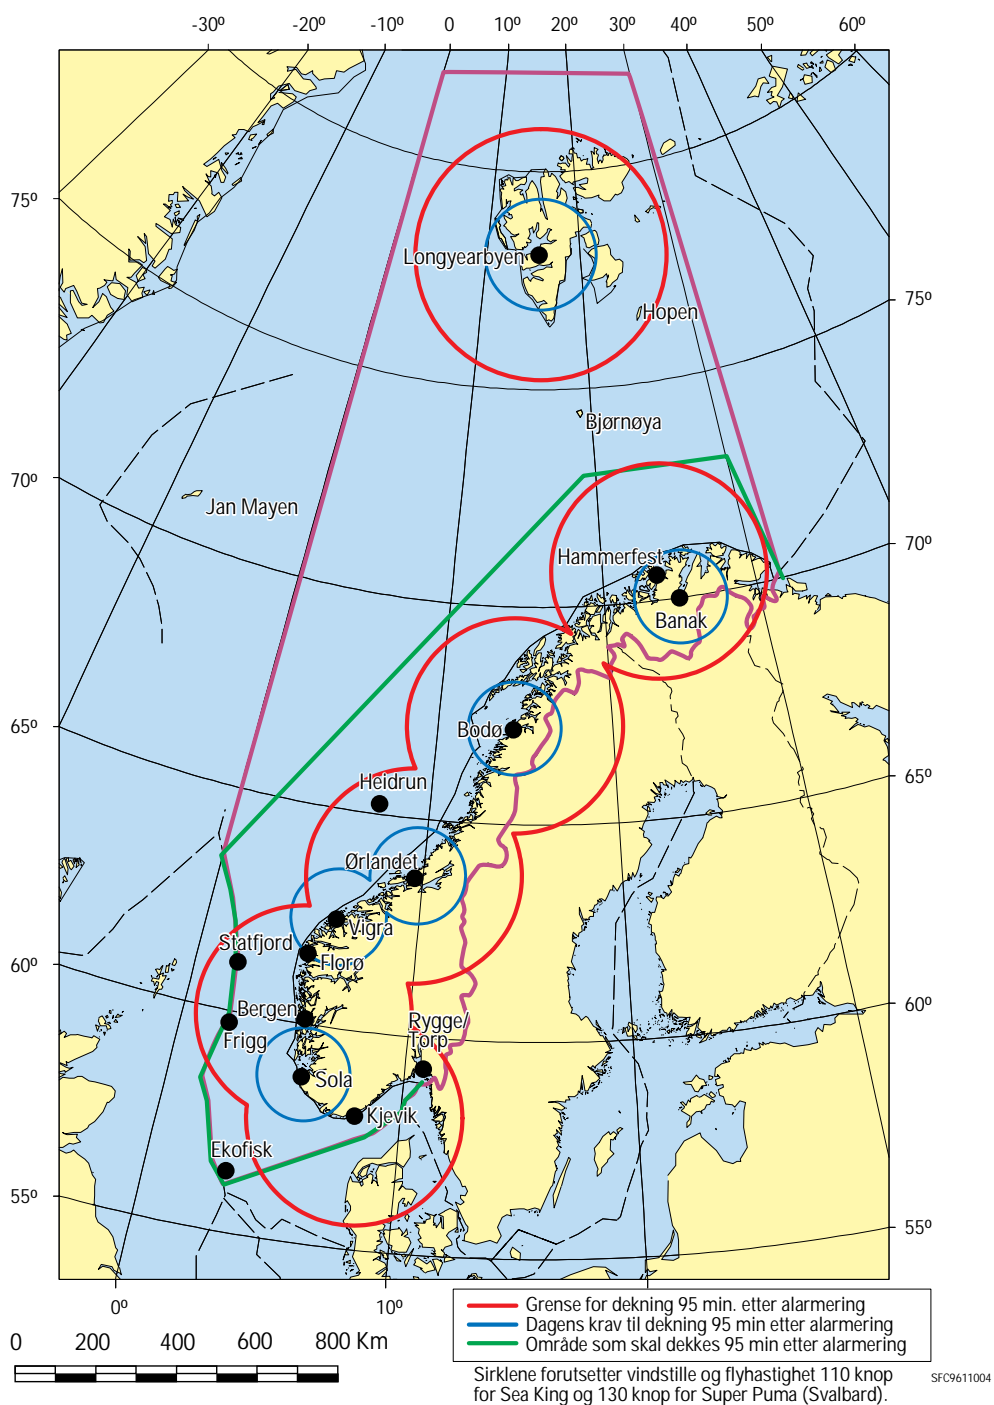 -30º -20º -10º 0 10º 20º 30º 40º 50º 60º
75º
Longyearbyen
75º
Hopen
Bjørnøya
70º
Jan Mayen
70º
Hammerfest
Banak
65º
Bodø
65º
Heidrun
Ørlandet
Vigra
Statfjord
Florø
60º
60º
Bergen
Rygge/
Torp
Frigg
Sola
Kjevik
Ekofisk
55º
55º
0º 10º
Grense for dekning 95 min. etter alarmering
Dagens krav til dekning 95 min etter alarmering
Område som skal dekkes 95 min etter alarmering
0 200 400 600 800 Km
Sirklene forutsetter vindstille og flyhastighet 110 knop
for Sea King og 130 knop for Super Puma (Svalbard).
SFC9611004